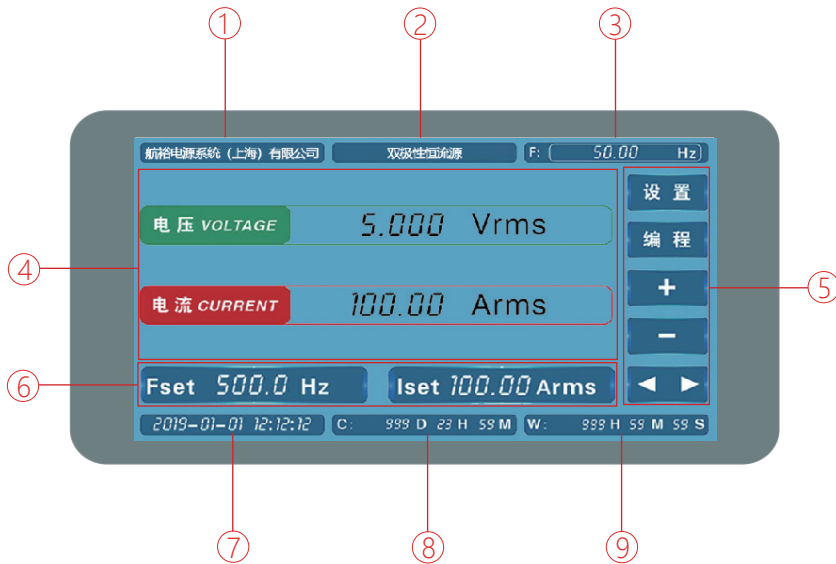 ① ② ③
航裕电源系统（上海）有限公司 双极性恒流源 F: 50.00 Hz
设 置
电 压 VOLTAGE 5.000 Vrms
编 程
④ ⑤
+
电 流 CURRENT 100.00 Arms
−
⑥
Fset 500.0 Hz Iset 100.00 Arms ◀ ▶
2019-01-01 12:12:12 C: 999 D 23 H 59 M W: 999 H 59 M 59 S
⑦ ⑧ ⑨